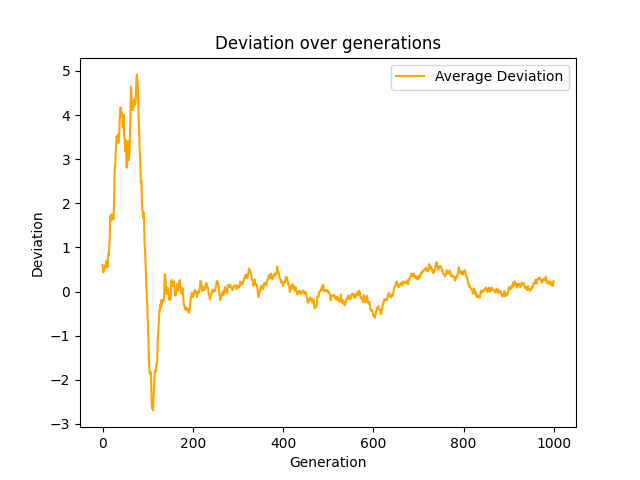 Deviation over generations
Average Deviation
Deviation
5
4
3
2
1
0
−1
−2
−3
0 200 400 600 800 1000
Generation